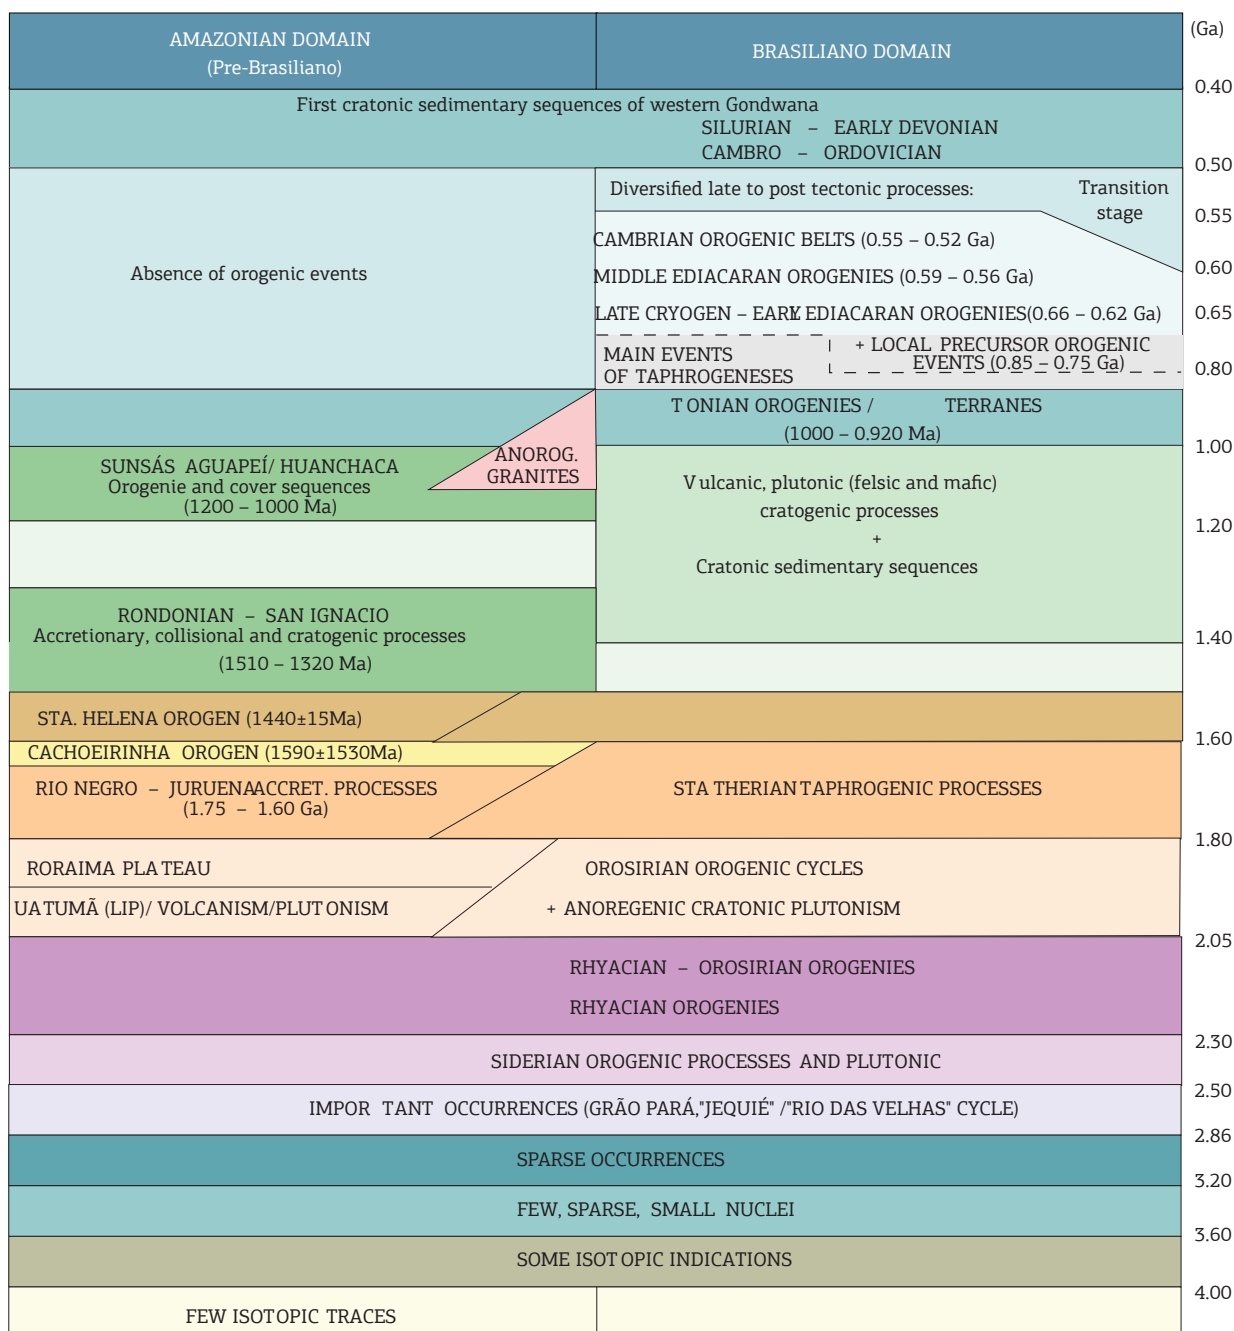 AMAZONIAN DOMAIN
(Pre-Brasiliano)
BRASILIANO DOMAIN
(Ga)
0.40
First cratonic sedimentary sequences of western Gondwana
SILURIAN – EARLY DEVONIAN
CAMBRO – ORDOVICIAN
0.50
Absence of orogenic events
Diversified late to post tectonic processes:
Transition
stage
0.55
CAMBRIAN OROGENIC BELTS (0.55 – 0.52 Ga)
0.60
MIDDLE EDIACARAN OROGENIES (0.59 – 0.56 Ga)
LATE CRYOGEN – EARLY EDIACARAN OROGENIES(0.66 – 0.62 Ga)
0.65
MAIN EVENTS
OF TAPHROGENESES
+ LOCAL PRECURSOR OROGENIC
EVENTS (0.85 – 0.75 Ga)
0.80
T ONIAN OROGENIES / TERRANES
(1000 – 0.920 Ma)
1.00
SUNSÁS AGUAPEÍ/ HUANCHACA
Orogenie and cover sequences
(1200 – 1000 Ma)
ANOROG.
GRANITES
V ulcanic, plutonic (felsic and mafic)
cratogenic processes
+
Cratonic sedimentary sequences
1.20
RONDONIAN – SAN IGNACIO
Accretionary, collisional and cratogenic processes
(1510 – 1320 Ma)
1.40
STA. HELENA OROGEN (1440±15Ma)
1.60
CACHOEIRINHA OROGEN (1590±1530Ma)
RIO NEGRO – JURUENAACCRET. PROCESSES
(1.75 – 1.60 Ga)
STA THERIAN TAPHROGENIC PROCESSES
1.80
RORAIMA PLA TEAU
UA TUMÃ (LIP)/ VOLCANISM/PLUT ONISM
OROSIRIAN OROGENIC CYCLES
+ ANOREGENIC CRATONIC PLUTONISM
2.05
RHYACIAN – OROSIRIAN OROGENIES
RHYACIAN OROGENIES
2.30
SIDERIAN OROGENIC PROCESSES AND PLUTONIC
2.50
IMPOR TANT OCCURRENCES (GRÃO PARÁ,"JEQUIÉ" /"RIO DAS VELHAS" CYCLE)
2.86
SPARSE OCCURRENCES
3.20
FEW, SPARSE, SMALL NUCLEI
3.60
SOME ISOT OPIC INDICATIONS
4.00
FEW ISOTOPIC TRACES